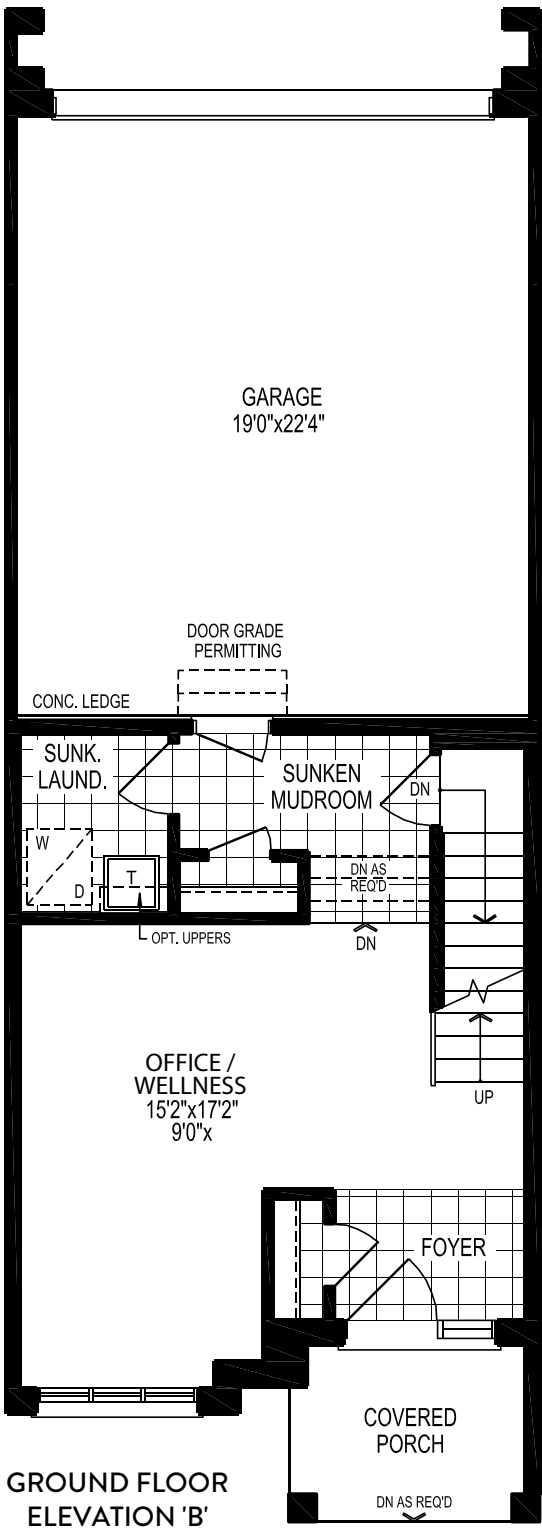 GARAGE
19'0"x22'4"
DOOR GRADE
PERMITTING
CONC. LEDGE
SUNK.
LAUND.
SUNKEN
MUDROOM
DN
W
D
T
DN AS
REQ'D
OPT. UPPERS
DN
OFFICE /
WELLNESS
15'2"x17'2"
9'0"x
UP
FOYER
COVERED
PORCH
DN AS REQ'D
GROUND FLOOR
ELEVATION 'B'